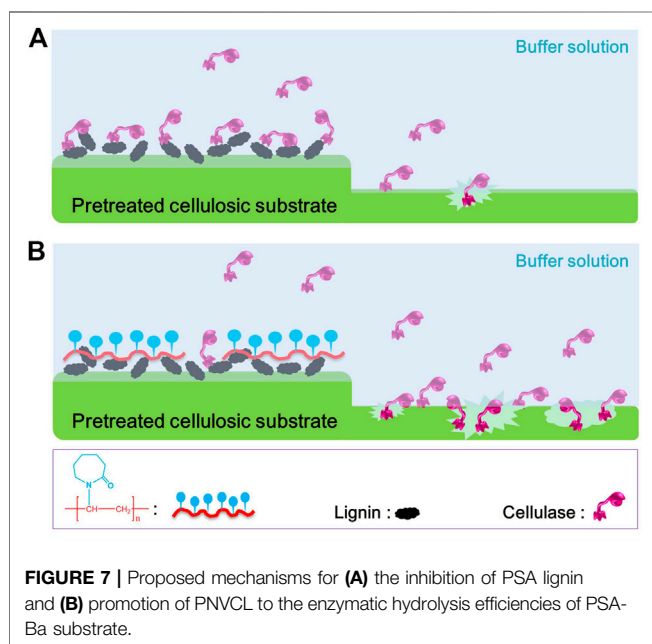 A
Buffer solution
Pretreated cellulosic substrate
B
Buffer solution
Pretreated cellulosic substrate
N
O
CH—CH₂
n
:
Lignin :
Cellulase :
FIGURE 7 | Proposed mechanisms for (A) the inhibition of PSA lignin
and (B) promotion of PNVCL to the enzymatic hydrolysis efficiencies of PSA-
Ba substrate.